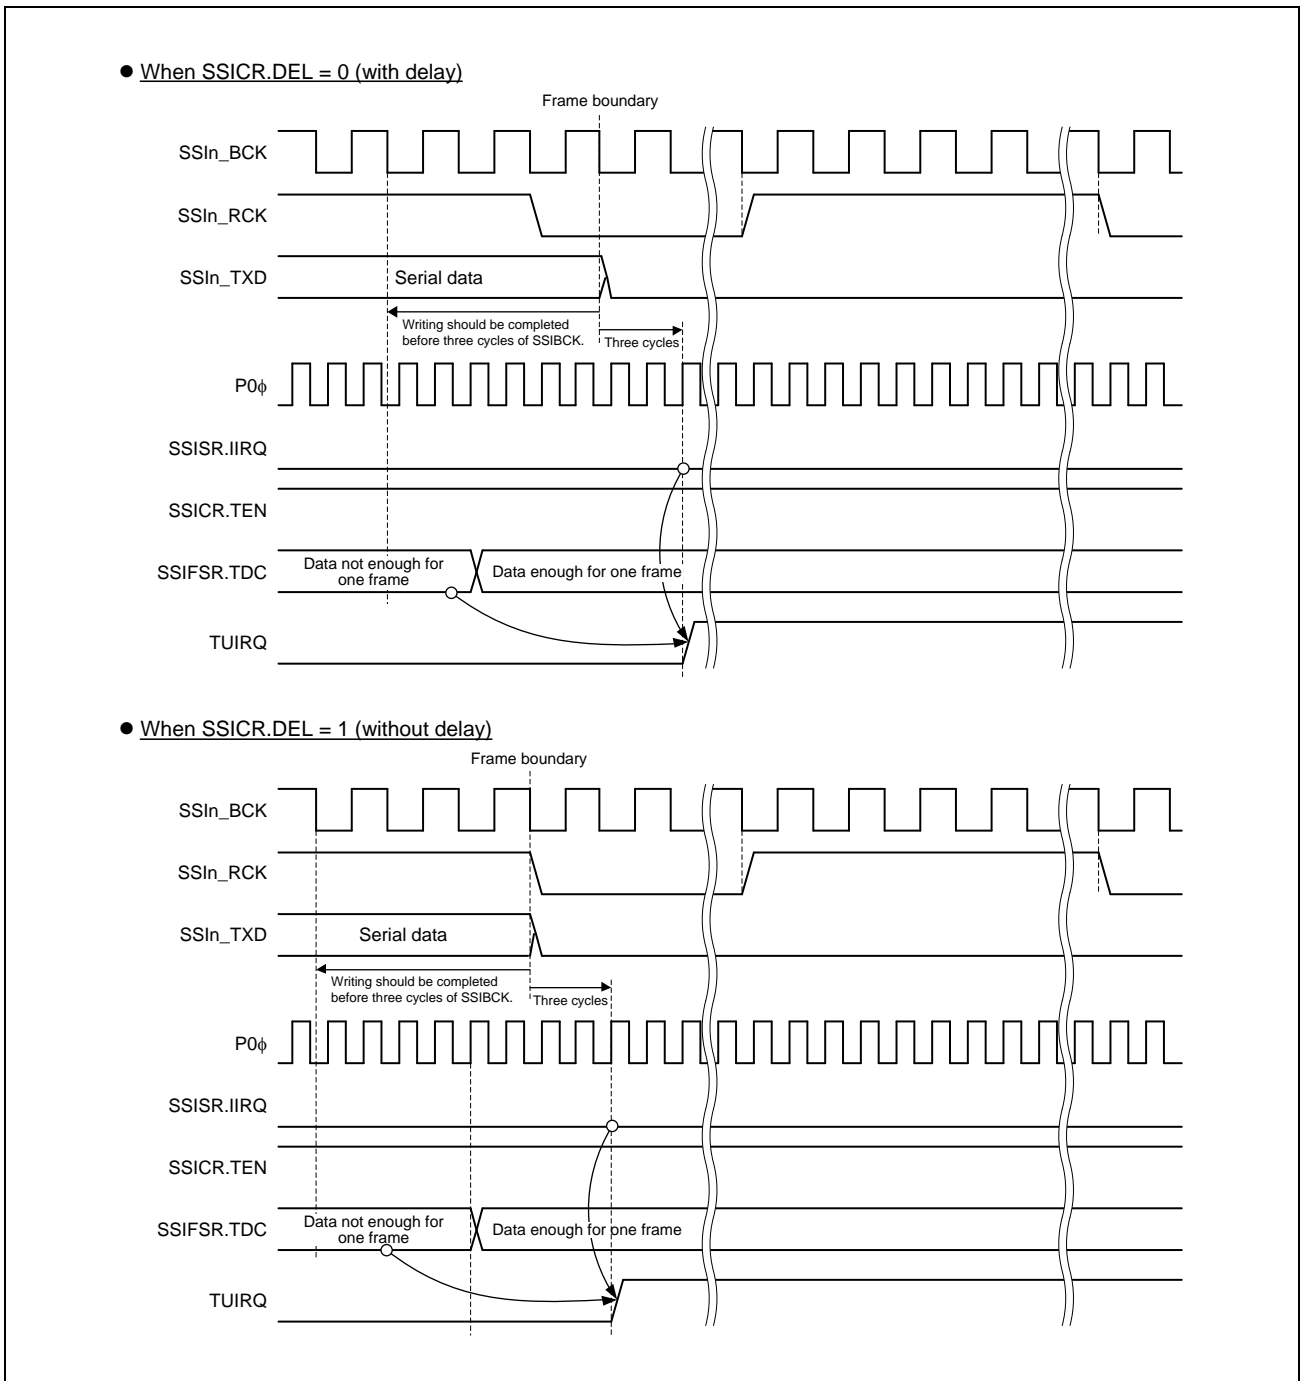 ● When SSICR.DEL = 0 (with delay)
Frame boundary
SSIn_BCK
SSIn_RCK
SSIn_TXD
Serial data
Writing should be completed
before three cycles of SSIBCK.
Three cycles
P0ϕ
SSISR.IIRQ
SSICR.TEN
SSIFSR.TDC
Data not enough for
one frame
Data enough for one frame
TUIRQ
● When SSICR.DEL = 1 (without delay)
Frame boundary
SSIn_BCK
SSIn_RCK
SSIn_TXD
Serial data
Writing should be completed
before three cycles of SSIBCK.
Three cycles
P0ϕ
SSISR.IIRQ
SSICR.TEN
SSIFSR.TDC
Data not enough for
one frame
Data enough for one frame
TUIRQ